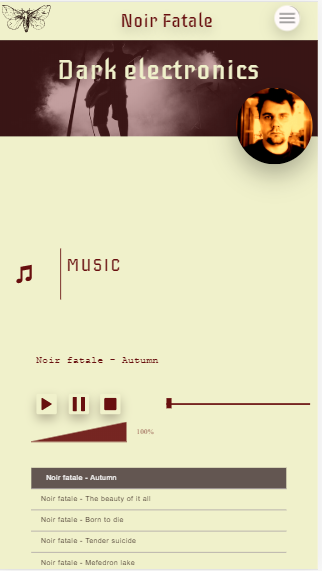 Noir Fatale
Dark electronics
MUSIC
Noir fatale - Autumn
100%
Noir fatale - Autumn
Noir fatale - The beauty of it all
Noir fatale - Born to die
Noir fatale - Tender suicide
Noir fatale - Mefedron lake